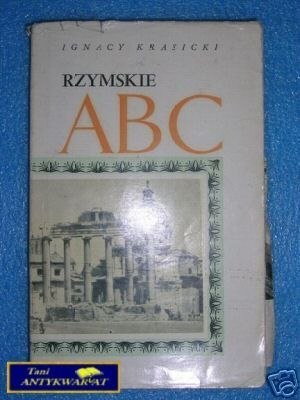 IGNACY KRASICKI
RZYMSKIE
ABC
Tani
ANTYKWARIAT